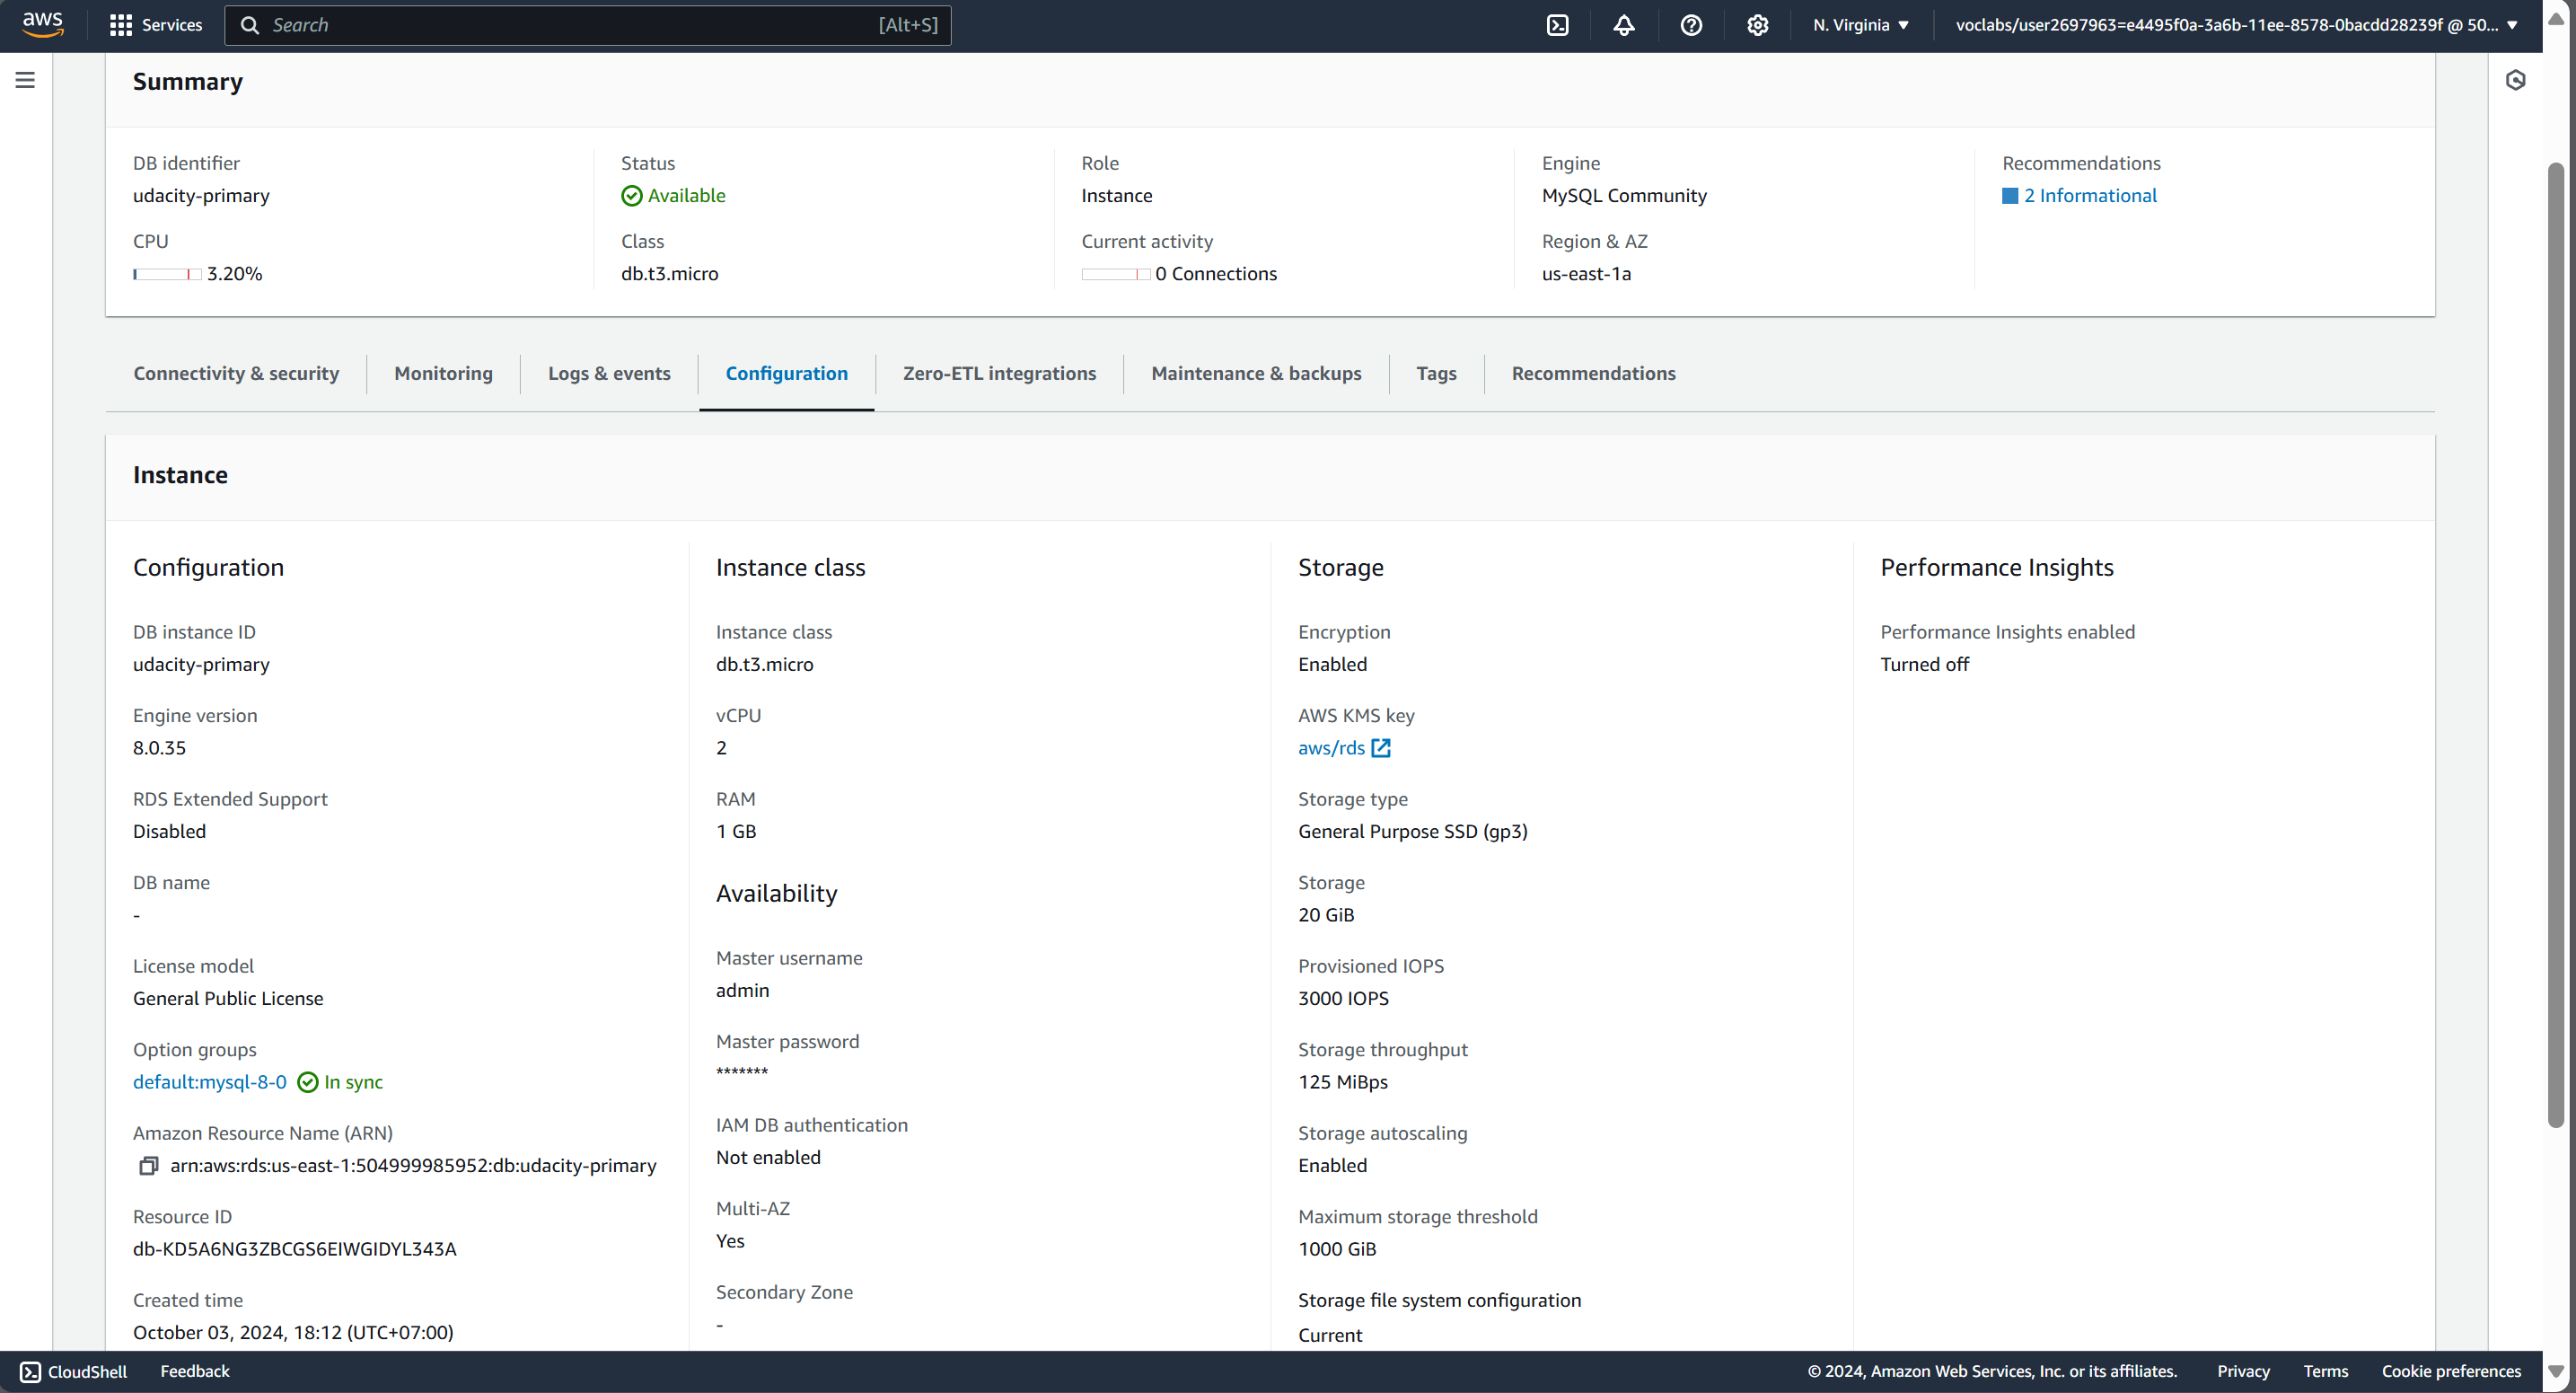 aws
Services
Search
[Alt+S]
N. Virginia
voclabs/user2697963=e4495f0a-3a6b-11ee-8578-0bacdd28239f @ 50...
Summary
DB identifier
udacity-primary
Status
Available
Role
Instance
Engine
MySQL Community
Recommendations
2 Informational
CPU
3.20%
Class
db.t3.micro
Current activity
0 Connections
Region & AZ
us-east-1a
Connectivity & security
Monitoring
Logs & events
Configuration
Zero-ETL integrations
Maintenance & backups
Tags
Recommendations
Instance
Configuration
DB instance ID
udacity-primary
Engine version
8.0.35
RDS Extended Support
Disabled
DB name
-
License model
General Public License
Option groups
default:mysql-8-0 In sync
Amazon Resource Name (ARN)
arn:aws:rds:us-east-1:504999985952:db:udacity-primary
Resource ID
db-KD5A6NG3ZBCGS6EIWGIDYL343A
Created time
October 03, 2024, 18:12 (UTC+07:00)
Instance class
Instance class
db.t3.micro
vCPU
2
RAM
1 GB
Availability
Master username
admin
Master password
*******
IAM DB authentication
Not enabled
Multi-AZ
Yes
Secondary Zone
-
Storage
Encryption
Enabled
AWS KMS key
aws/rds
Storage type
General Purpose SSD (gp3)
Storage
20 GiB
Provisioned IOPS
3000 IOPS
Storage throughput
125 MiBps
Storage autoscaling
Enabled
Maximum storage threshold
1000 GiB
Storage file system configuration
Current
Performance Insights
Performance Insights enabled
Turned off
CloudShell
Feedback
© 2024, Amazon Web Services, Inc. or its affiliates.
Privacy
Terms
Cookie preferences